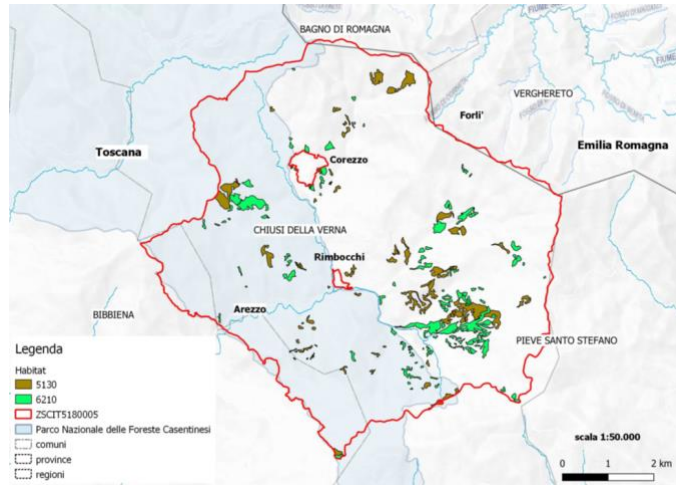 BAGNO DI ROMAGNA
VERGHERETO
Forli'
Toscana
Emilia Romagna
Corezzo
CHIUSI DELLA VERNA
Rimbocchi
BIBBIENA
Arezzo
PIEVE SANTO STEFANO
Legenda
Habitat
5130
6210
ZSCIT5180005
Parco Nazionale delle Foreste Casentinesi
comuni
province
regioni
scala 1:50.000
0 1 2 km